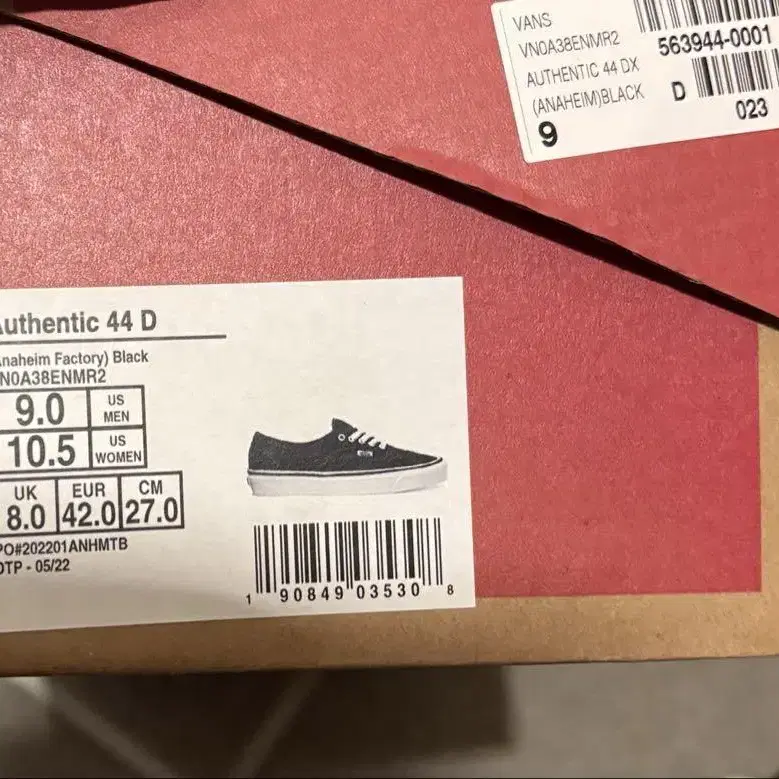 VANS
VN0A38ENMR2
AUTHENTIC 44 DX
(ANAHEIM)BLACK
9
563944-0001
D
023
Authentic 44 D
naheim Factory) Black
N0A38ENMR2
9.0 US MEN
10.5 US WOMEN
UK EUR CM
8.0 42.0 27.0
PO#202201ANHMTB
OTP - 05/22
1 90849 03530 8